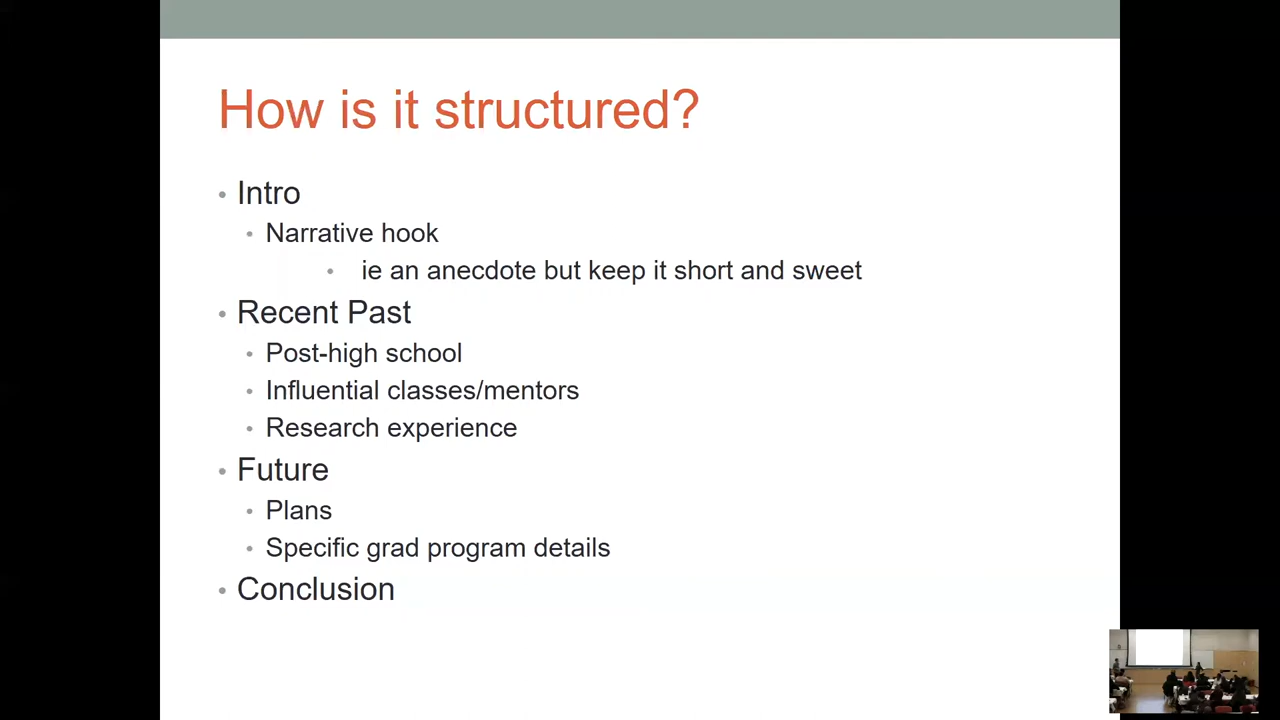 How is it structured?
• Intro
• Narrative hook
• ie an anecdote but keep it short and sweet
• Recent Past
• Post-high school
• Influential classes/mentors
• Research experience
• Future
• Plans
• Specific grad program details
• Conclusion